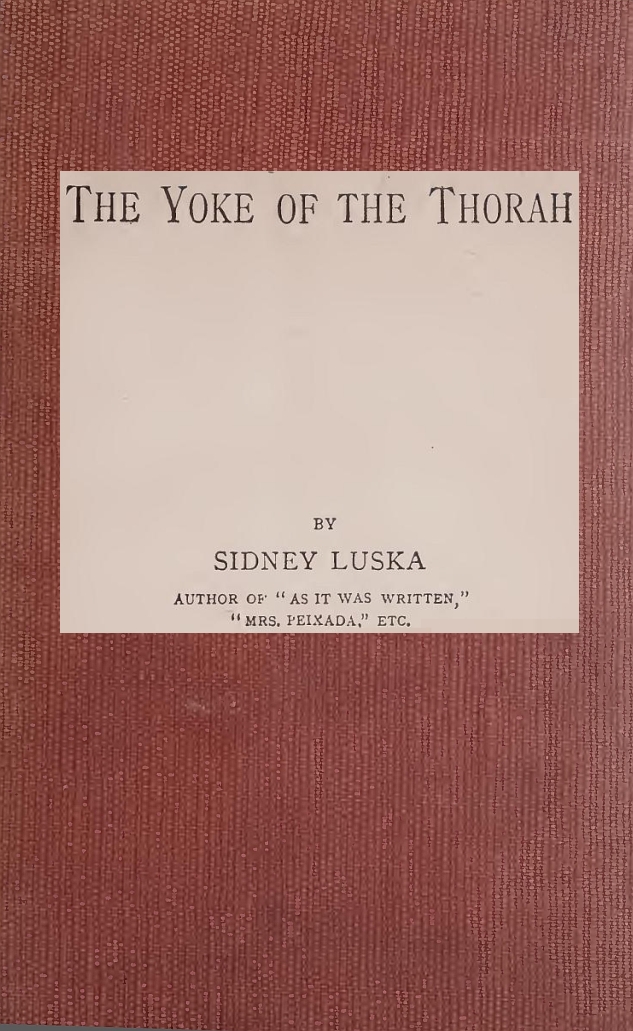 THE YOKE OF THE THORAH
BY
SIDNEY LUSKA
AUTHOR OF "AS IT WAS WRITTEN,"
"MRS. PEIXADA," ETC.